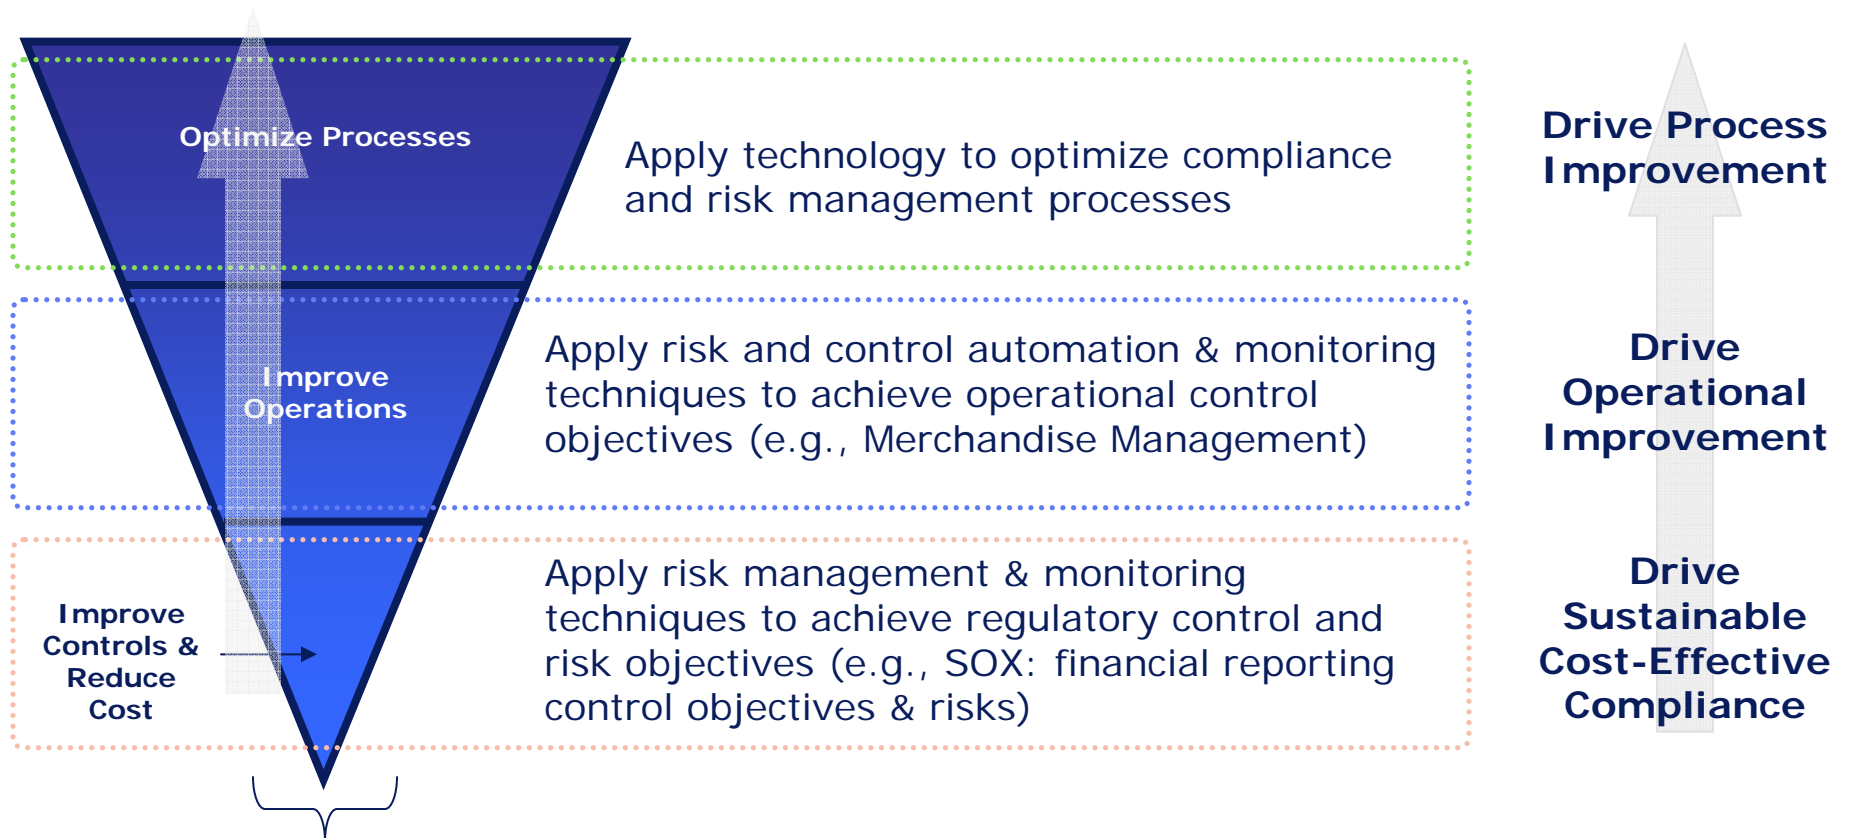 Optimize Processes
Apply technology to optimize compliance
and risk management processes
Drive Process
Improvement
Improve
Operations
Apply risk and control automation & monitoring
techniques to achieve operational control
objectives (e.g., Merchandise Management)
Drive
Operational
Improvement
Improve
Controls &
Reduce
Cost
Apply risk management & monitoring
techniques to achieve regulatory control and
risk objectives (e.g., SOX: financial reporting
control objectives & risks)
Drive
Sustainable
Cost-Effective
Compliance